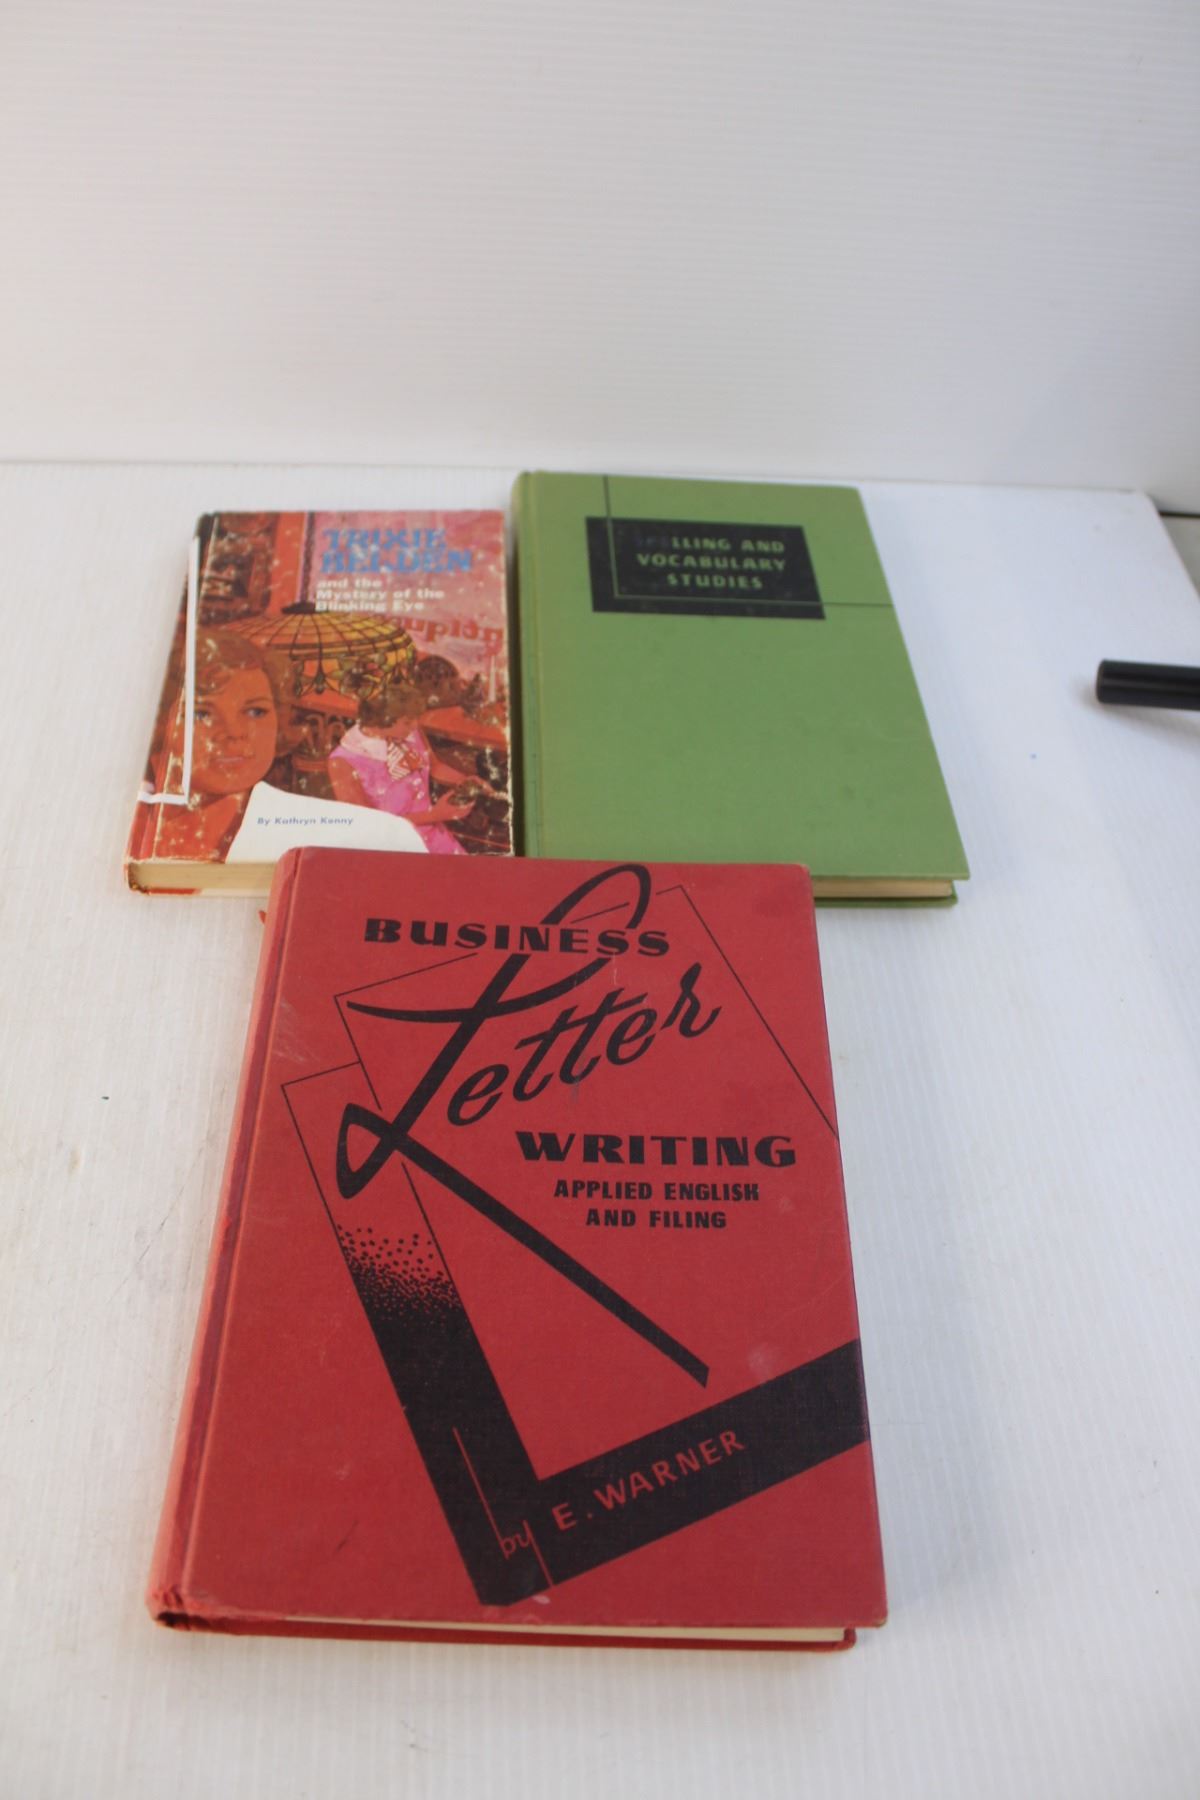 TRIXIE
BELDEN
and the
Mystery of the
Blinking Eye
By Kathryn Kenny
SPELLING AND
VOCABULARY
STUDIES
BUSINESS
Letter
WRITING
APPLIED ENGLISH
AND FILING
by E. WARNER